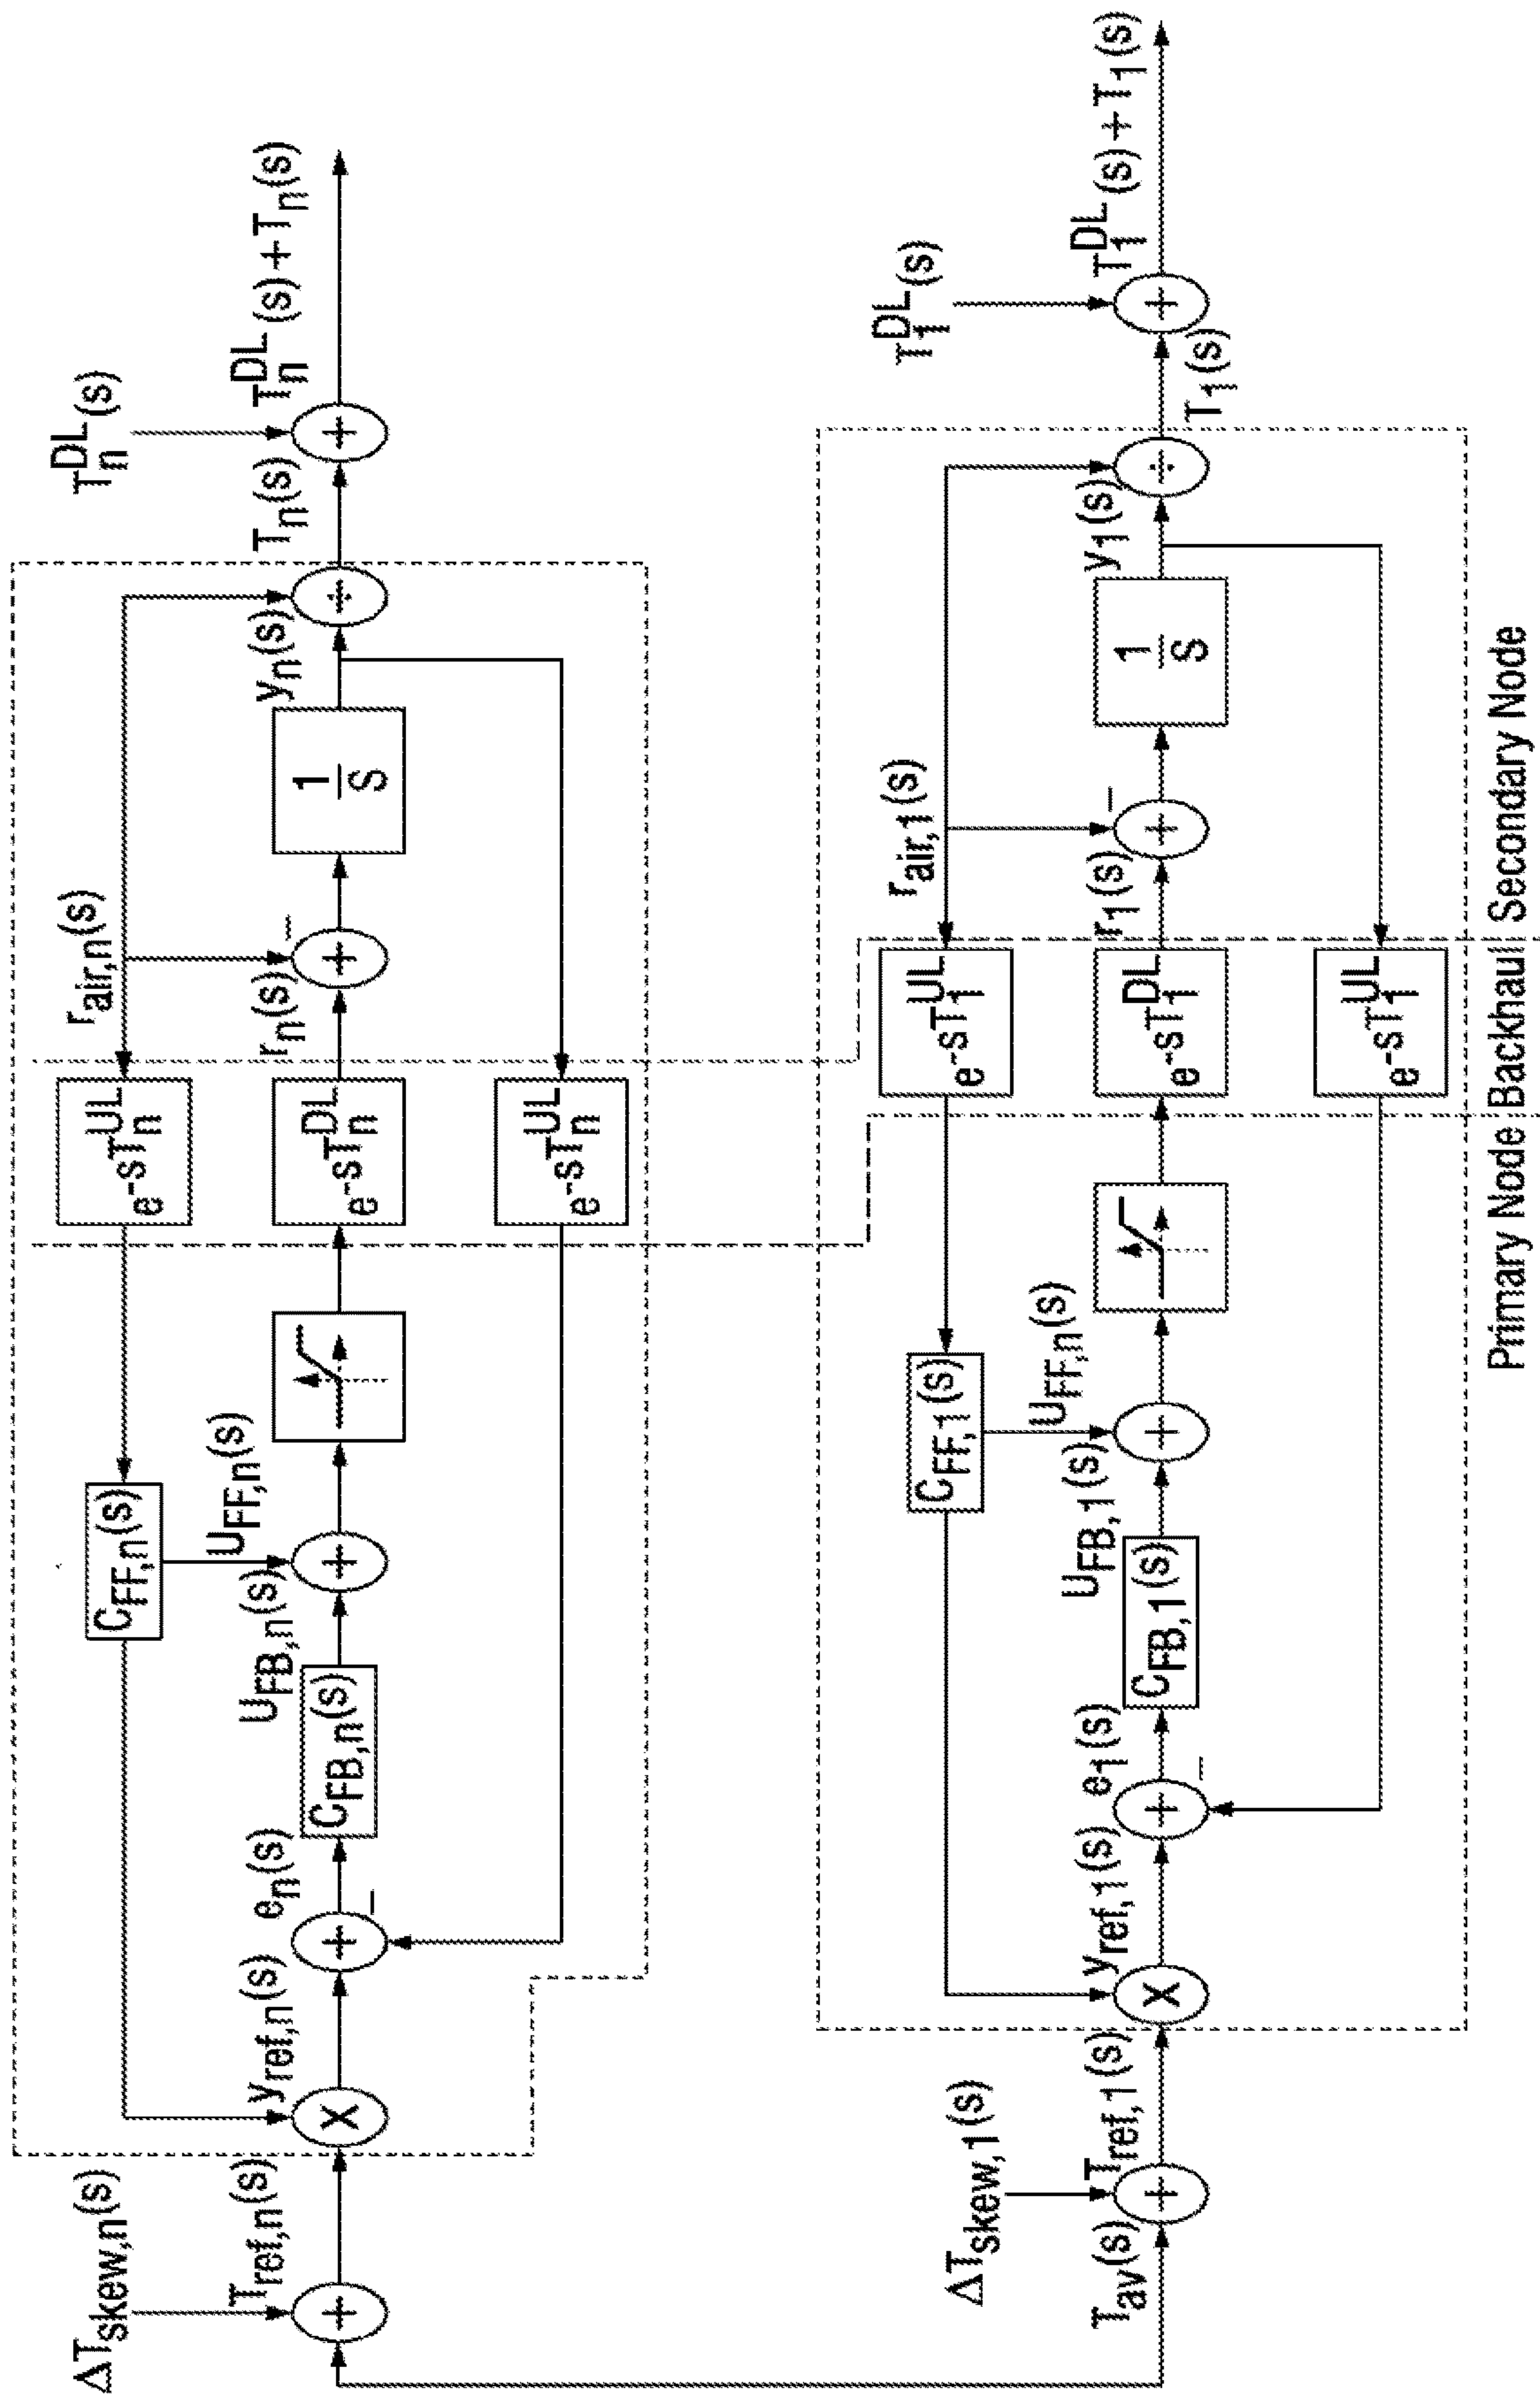 ΔT_skew,n(s)
T_ref,n(s)
+
X
y_ref,n(s)
+
−
e_n(s)
C_FB,n(s)
U_FB,n(s)
C_FF,n(s)
U_FF,n(s)
+
e^-sT_n^UL
e^-sT_n^DL
e^-sT_n^UL
r_air,n(s)
r_n(s)
+
−
1/S
y_n(s)
÷
T_n(s)
T_n^DL(s)
+
T_n^DL(s)+T_n(s)
T_av(s)
ΔT_skew,1(s)
+
T_ref,1(s)
X
y_ref,1(s)
+
−
e_1(s)
C_FB,1(s)
U_FB,1(s)
C_FF,1(s)
U_FF,n(s)
+
e^-sT_1^UL
e^-sT_1^DL
e^-sT_1^UL
r_air,1(s)
r_1(s)
+
−
1/S
y_1(s)
÷
T_1(s)
T_1^DL(s)
+
T_1^DL(s)+T_1(s)
Primary Node
Backhaul
Secondary Node